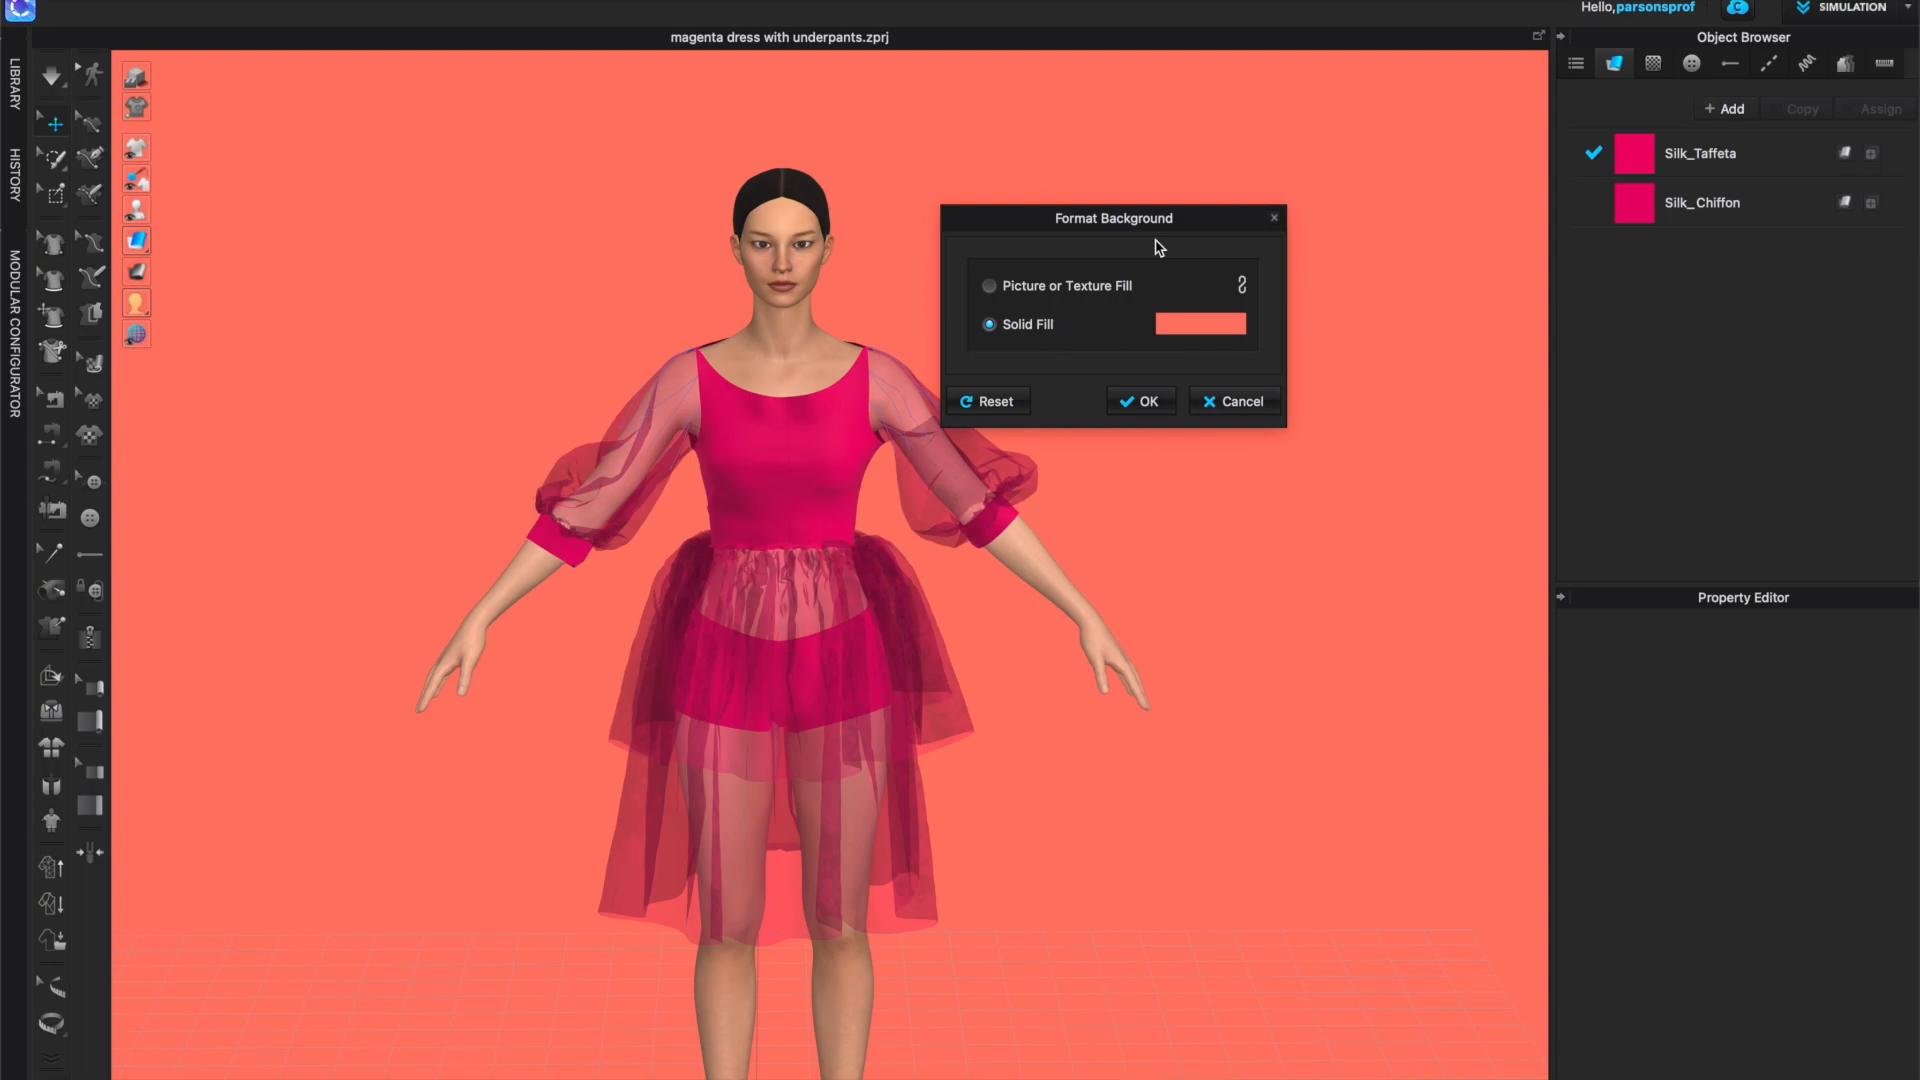 Hello,parsonsprof
SIMULATION
magenta dress with underpants.zprj
Object Browser
LIBRARY
HISTORY
MODULAR CONFIGURATOR
+ Add
Copy
Assign
Silk_Taffeta
Silk_Chiffon
Format Background
Picture or Texture Fill
Solid Fill
Reset
OK
Cancel
Property Editor